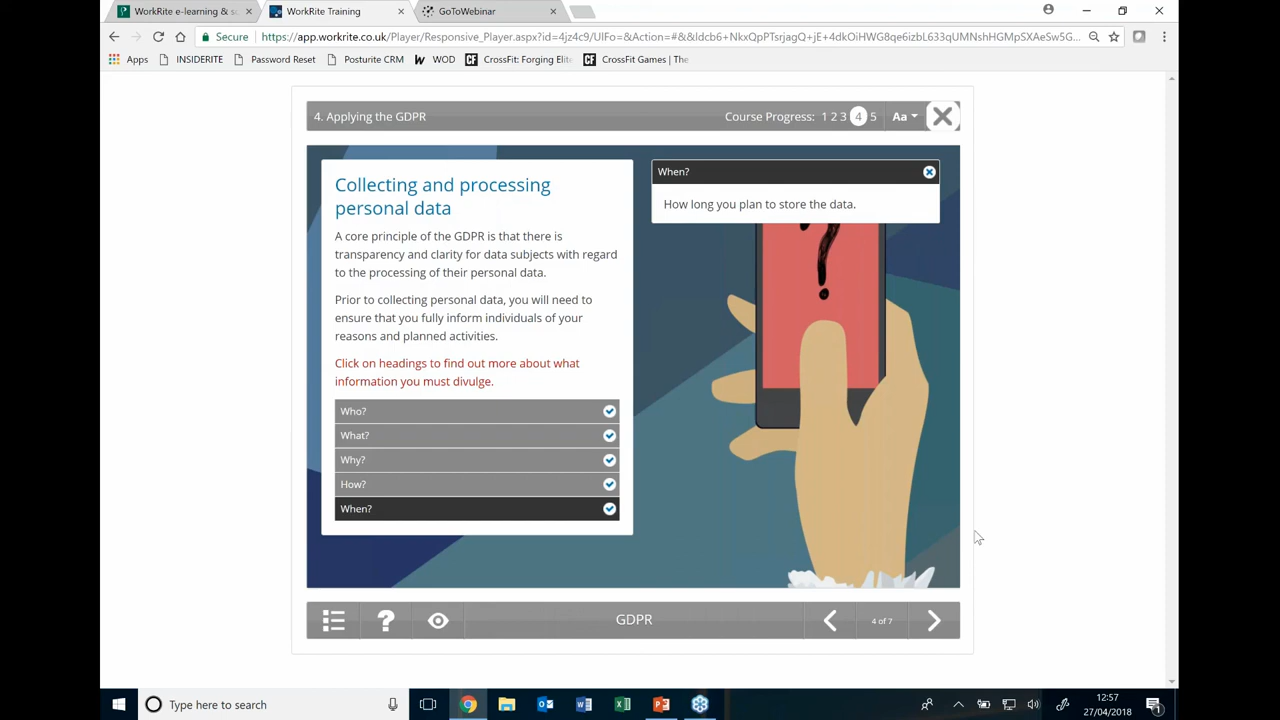 WorkRite e-learning & s
WorkRite Training
GoToWebinar
Secure
https://app.workrite.co.uk/Player/Responsive_Player.aspx?id=4jz4c9/UlFo=&Action=#&&ldcb6+NkxQpPTsrjagQ+jE+4dkOiHWG8qe6izbL633qUMNshHGMpSXAeSw5G...
Apps
INSIDERITE
Password Reset
Posturite CRM
WOD
CrossFit: Forging Elit
CrossFit Games | The
4. Applying the GDPR
Course Progress: 1 2 3 4 5
Aa
Collecting and processing
personal data
A core principle of the GDPR is that there is
transparency and clarity for data subjects with regard
to the processing of their personal data.
Prior to collecting personal data, you will need to
ensure that you fully inform individuals of your
reasons and planned activities.
Click on headings to find out more about what
information you must divulge.
Who?
What?
Why?
How?
When?
When?
How long you plan to store the data.
?
?
GDPR
4 of 7
Type here to search
12:57
27/04/2018